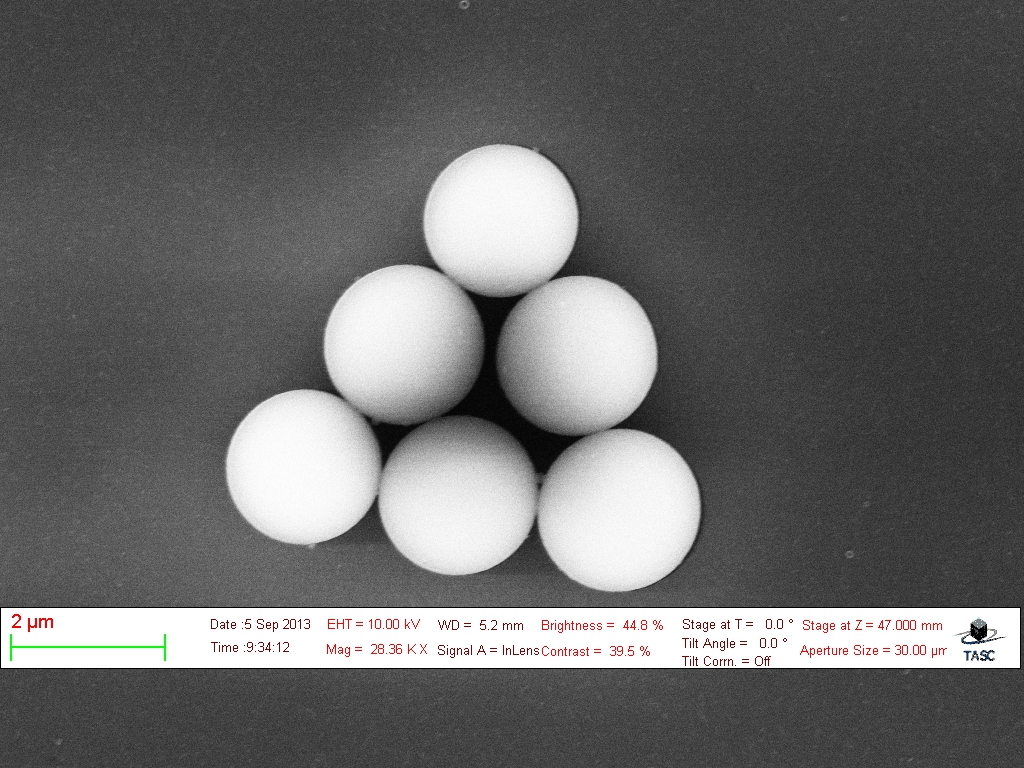 2 µm
Date :5 Sep 2013 EHT = 10.00 kV WD = 5.2 mm Brightness = 44.8 % Stage at T = 0.0 ° Stage at Z = 47.000 mm
Time :9:34:12 Mag = 28.36 K X Signal A = InLens Contrast = 39.5 % Tilt Angle = 0.0 ° Aperture Size = 30.00 µm
Tilt Corrn. = Off
TASC